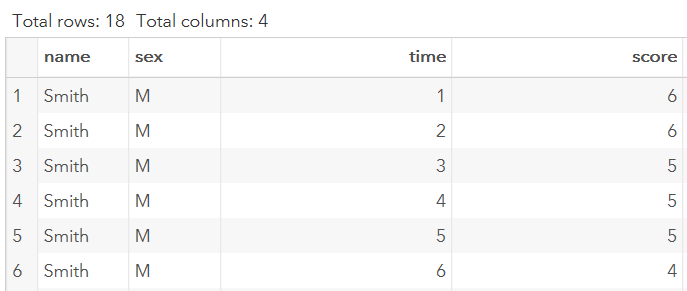 Total rows: 18 Total columns: 4
name sex time score
1 Smith M 1 6
2 Smith M 2 6
3 Smith M 3 5
4 Smith M 4 5
5 Smith M 5 5
6 Smith M 6 4